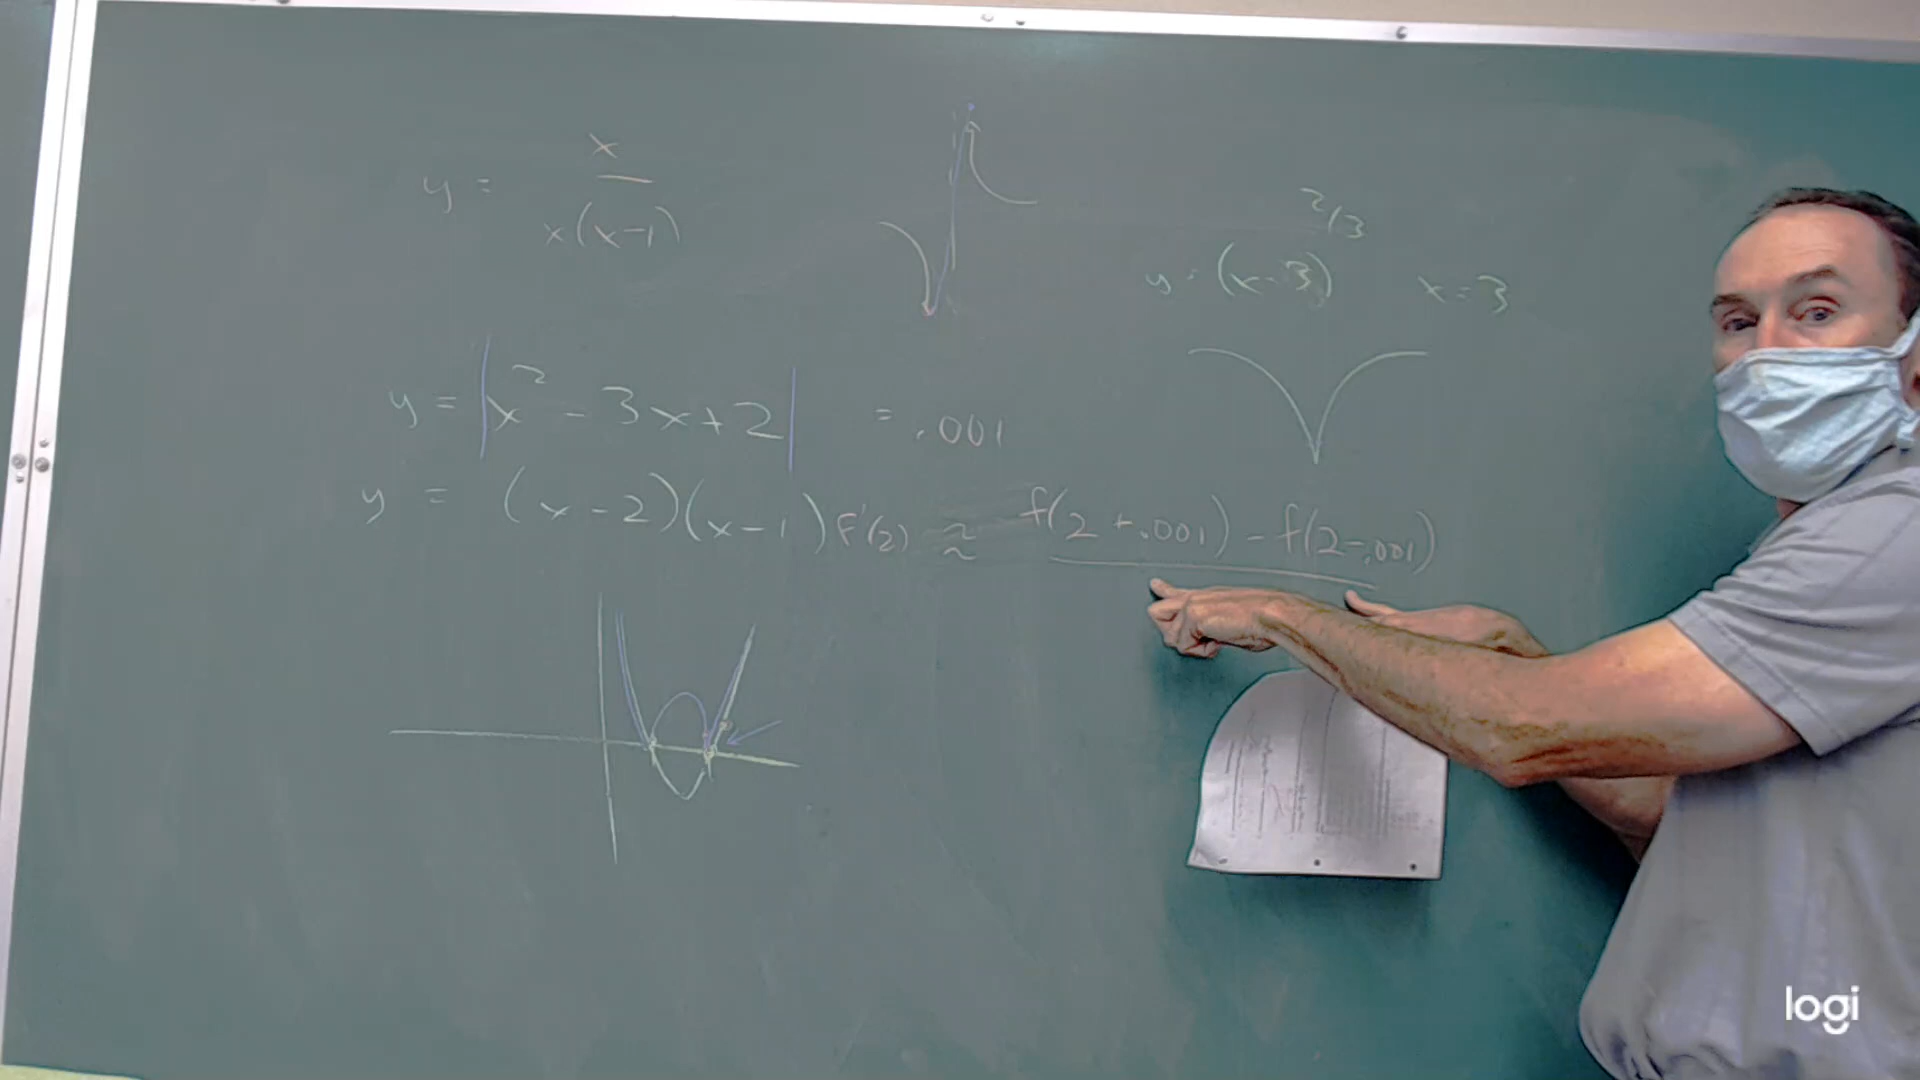 y = x / x(x-1)
y = (x-3)^2/3 x=3
y = |x² - 3x+2| = .001
y = (x-2)(x-1) F'(2) ≈ f(2+.001) - f(2-.001)
logi